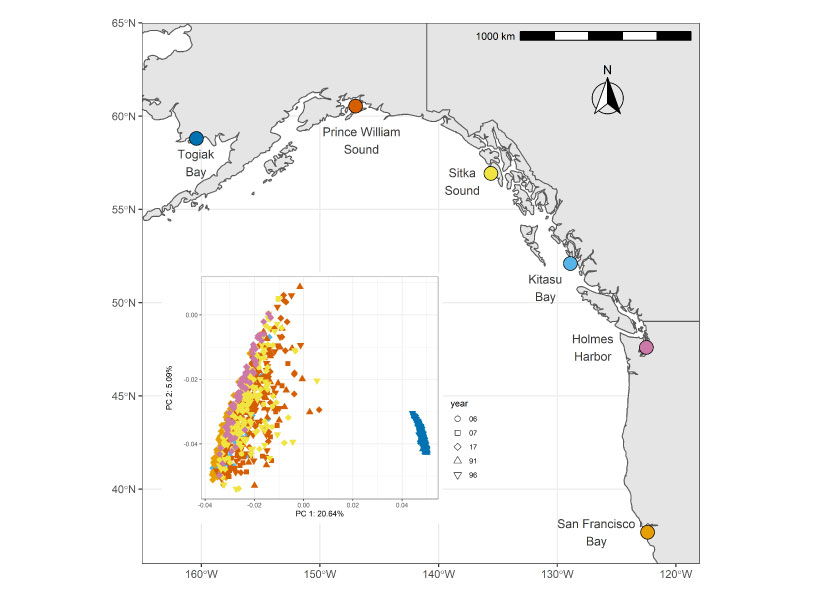 65°N
60°N
55°N
50°N
45°N
40°N
1000 km
N
Togiak
Bay
Prince William
Sound
Sitka
Sound
Kitasu
Bay
Holmes
Harbor
San Francisco
Bay
PC 2: 5.09%
0.00
-0.02
-0.04
-0.04
-0.02
0.00
0.02
0.04
PC 1: 20.64%
year
06
07
17
91
96
160°W
150°W
140°W
130°W
120°W